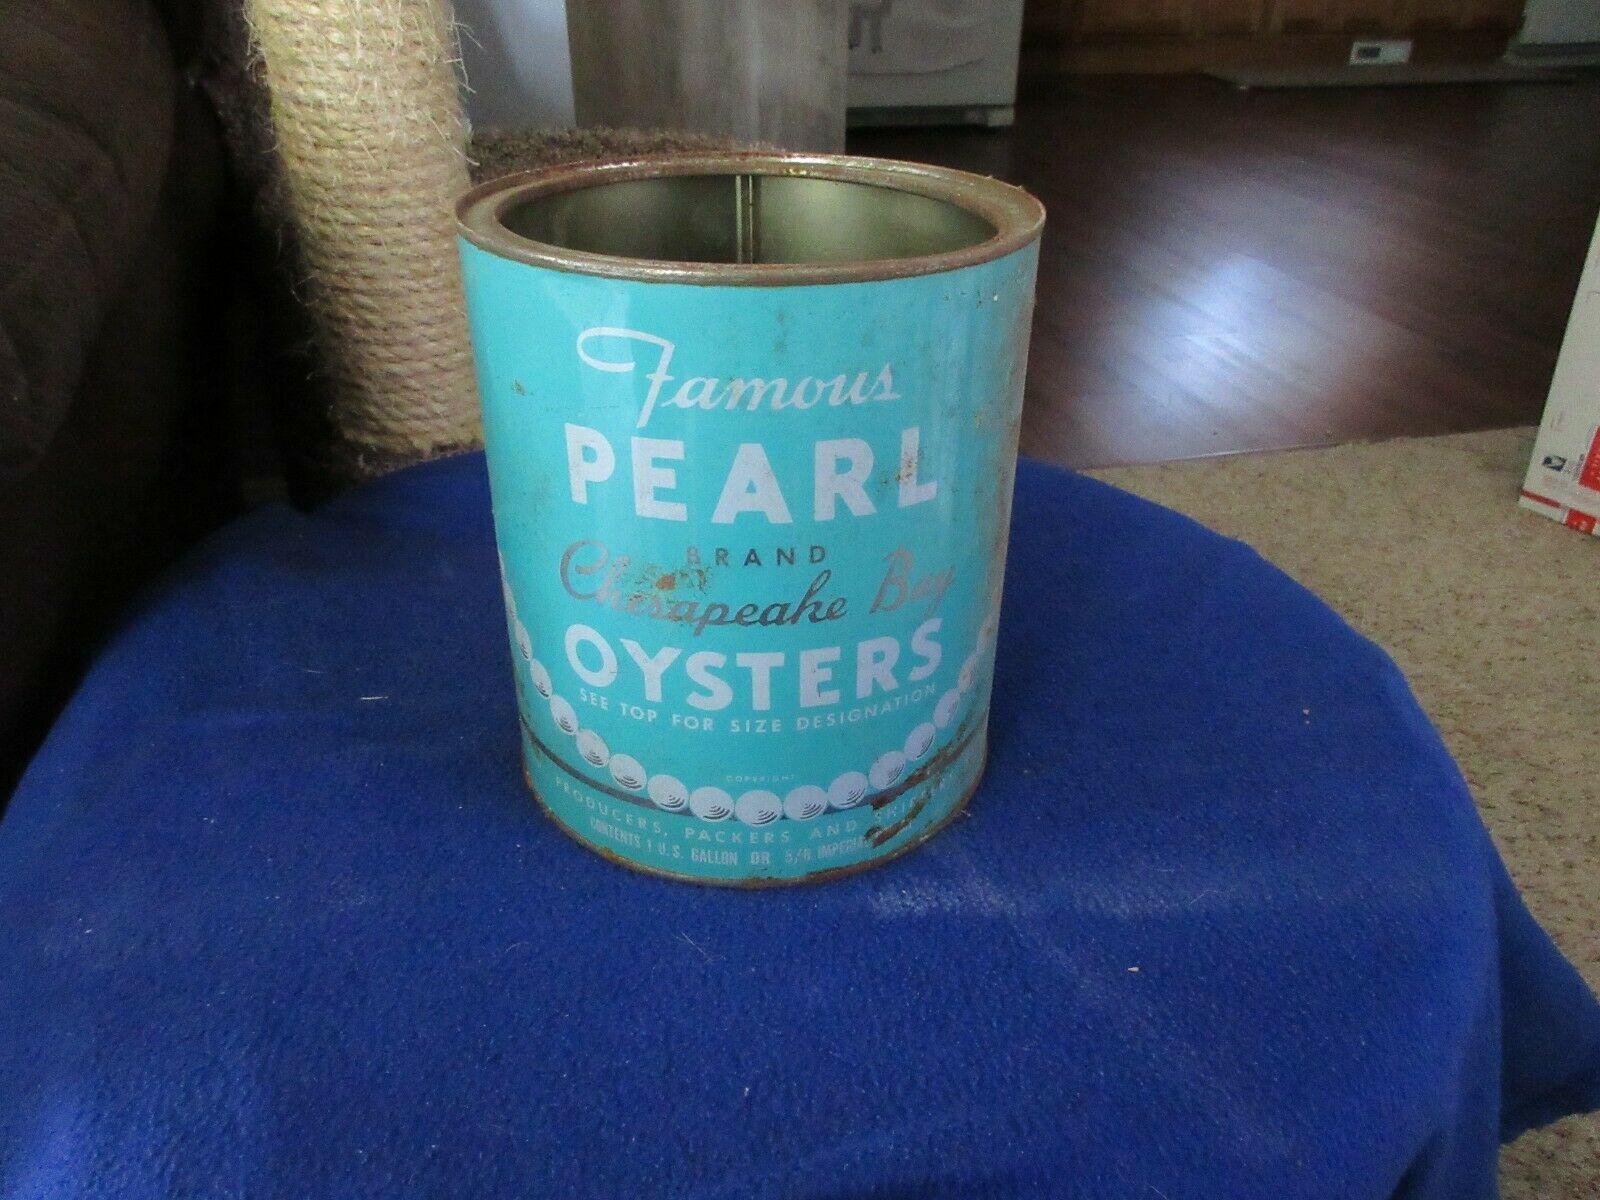 Famous
PEARL
BRAND
Chesapeake Bay
OYSTERS
SEE TOP FOR SIZE DESIGNATION
COPYRIGHT
PRODUCERS, PACKERS AND
CONTENTS 1 U.S. GALLON OR 5/6 IMPERIAL